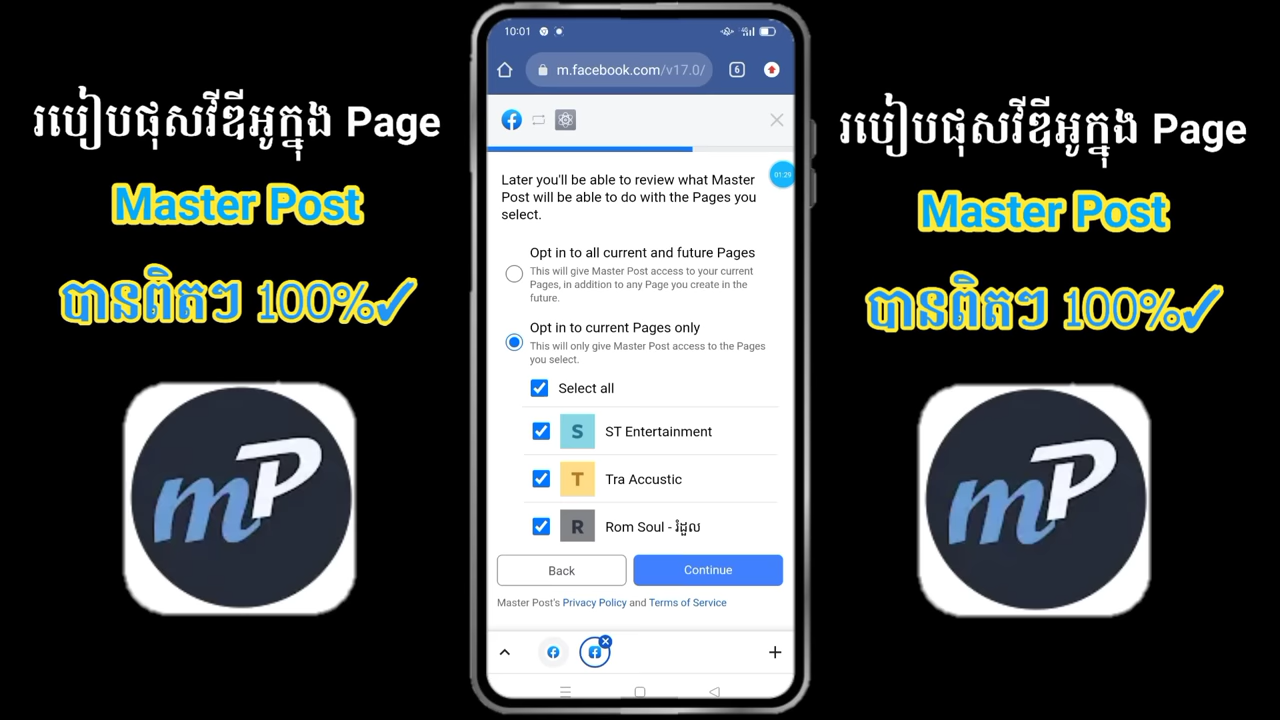 របៀបផុសវីឌីអូក្នុង Page
Master Post
បានពិតៗ 100%✓
mP
10:01
m.facebook.com/v17.0/
6
01:29
Later you'll be able to review what Master
Post will be able to do with the Pages you
select.
Opt in to all current and future Pages
This will give Master Post access to your current
Pages, in addition to any Page you create in the
future.
Opt in to current Pages only
This will only give Master Post access to the Pages
you select.
Select all
S ST Entertainment
T Tra Accustic
R Rom Soul - រំដួល
Back
Continue
Master Post's Privacy Policy and Terms of Service
របៀបផុសវីឌីអូក្នុង Page
Master Post
បានពិតៗ 100%✓
mP